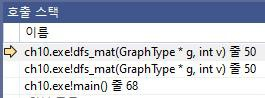 호출 스택
이름
ch10.exe!dfs_mat(GraphType * g, int v) 줄 50
ch10.exe!dfs_mat(GraphType * g, int v) 줄 50
ch10.exe!main() 줄 68